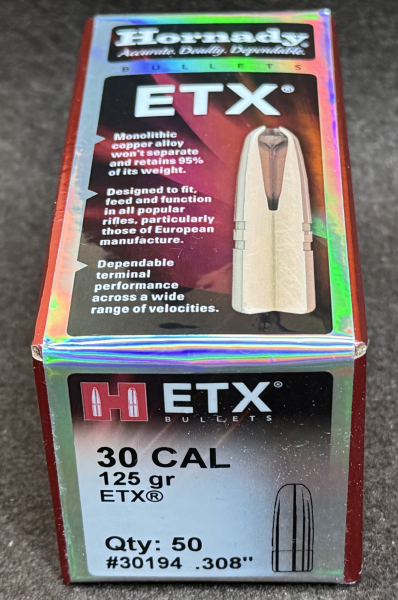 Hornady®
Accurate. Deadly. Dependable.
BULLETS
ETX®
Monolithic
copper alloy
won't separate
and retains 95%
of its weight.
Designed to fit,
feed and function
in all popular
rifles, particularly
those of European
manufacture.
Dependable
terminal
performance
across a wide
range of velocities.
H ETX®
BULLETS
30 CAL
125 gr
ETX®
Qty: 50
#30194 .308"